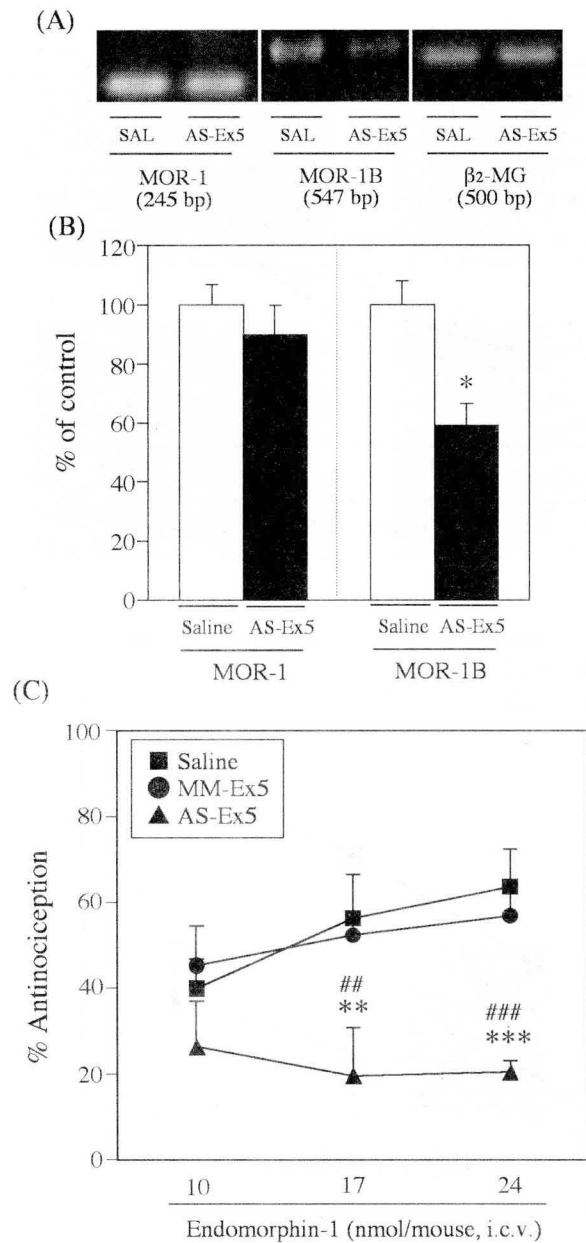 (A)
SAL AS-Ex5 SAL AS-Ex5 SAL AS-Ex5
MOR-1 MOR-1B β2-MG
(245 bp) (547 bp) (500 bp)
(B)
120
100
80
60
40
20
0
% of control
*
Saline AS-Ex5 Saline AS-Ex5
MOR-1 MOR-1B
(C)
100
80
60
40
20
0
% Antinociception
Saline
MM-Ex5
AS-Ex5
## ###
** ***
10 17 24
Endomorphin-1 (nmol/mouse, i.c.v.)